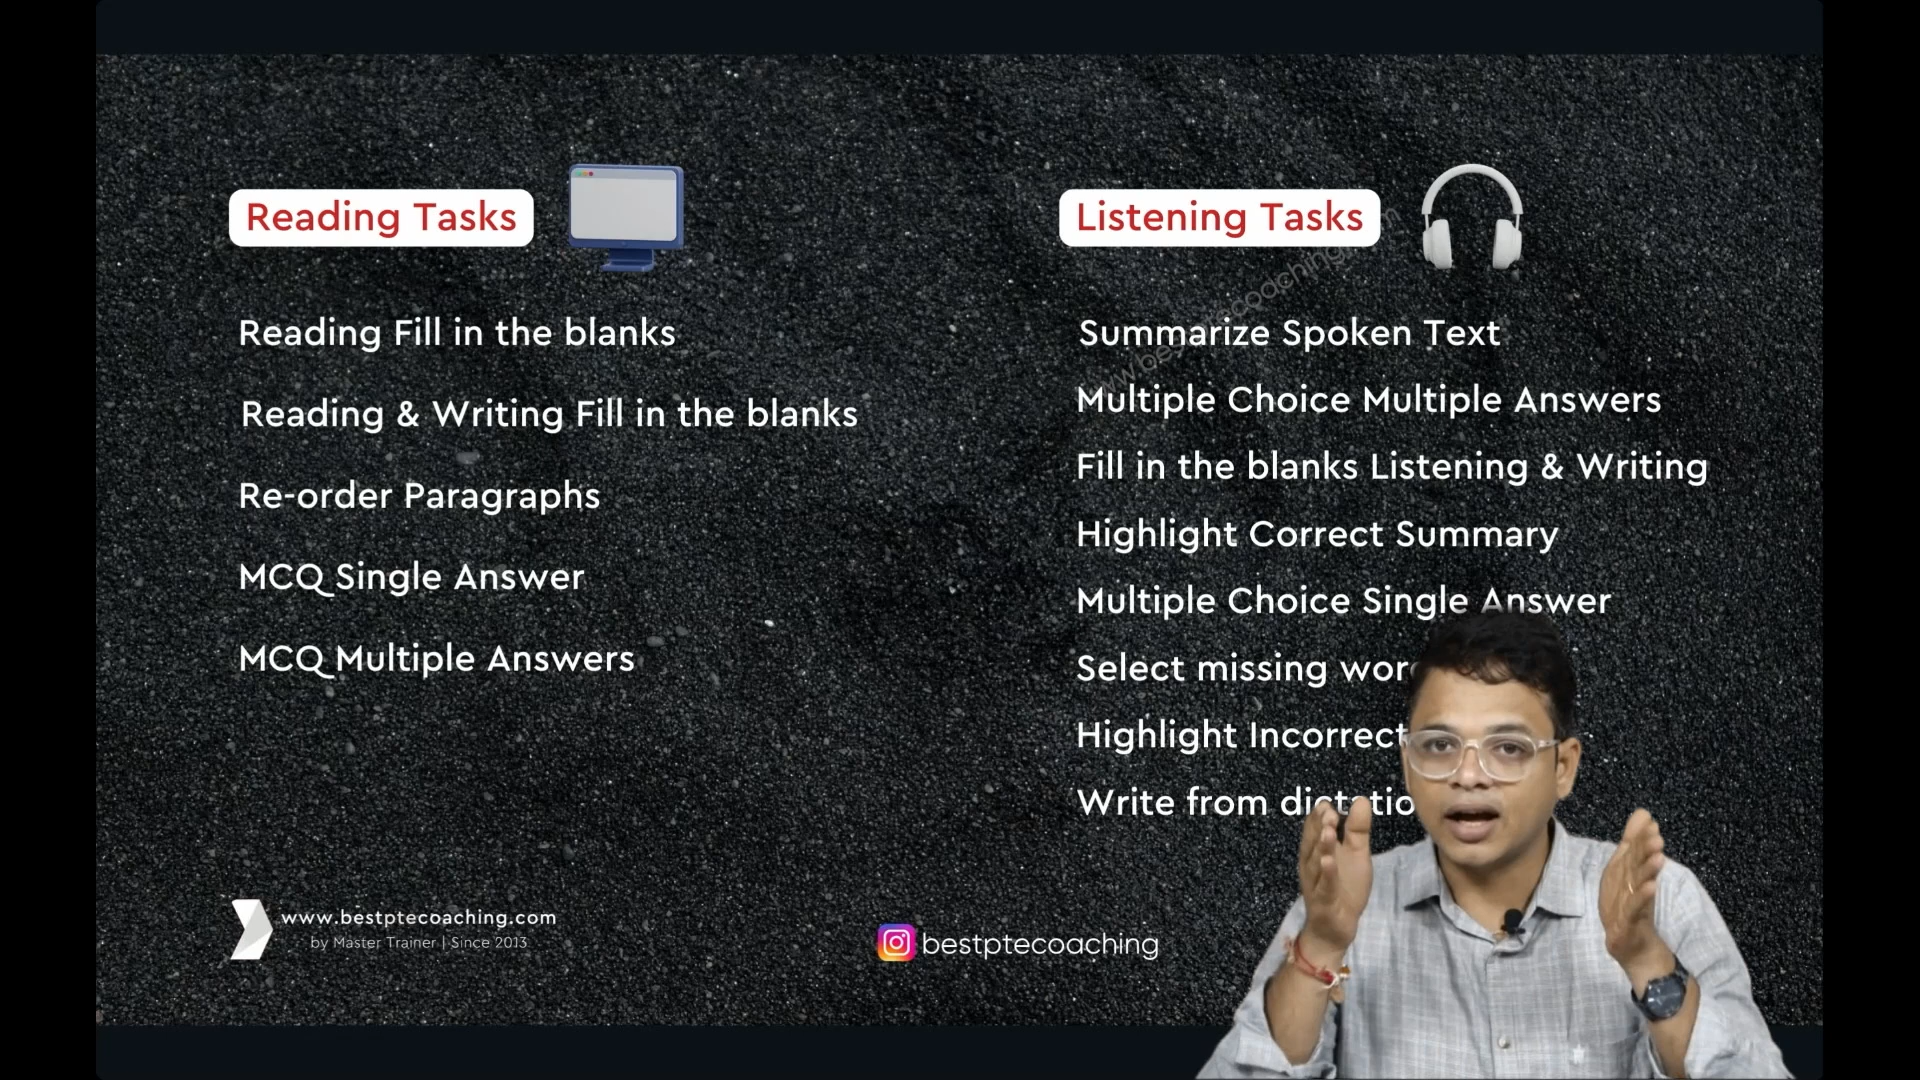 Reading Tasks
Reading Fill in the blanks
Reading & Writing Fill in the blanks
Re-order Paragraphs
MCQ Single Answer
MCQ Multiple Answers
Listening Tasks
Summarize Spoken Text
Multiple Choice Multiple Answers
Fill in the blanks Listening & Writing
Highlight Correct Summary
Multiple Choice Single Answer
Select missing
Highlight Incorrect
Write from
www.bestptecoaching.com
by Master Trainer | Since 2013
bestptecoaching